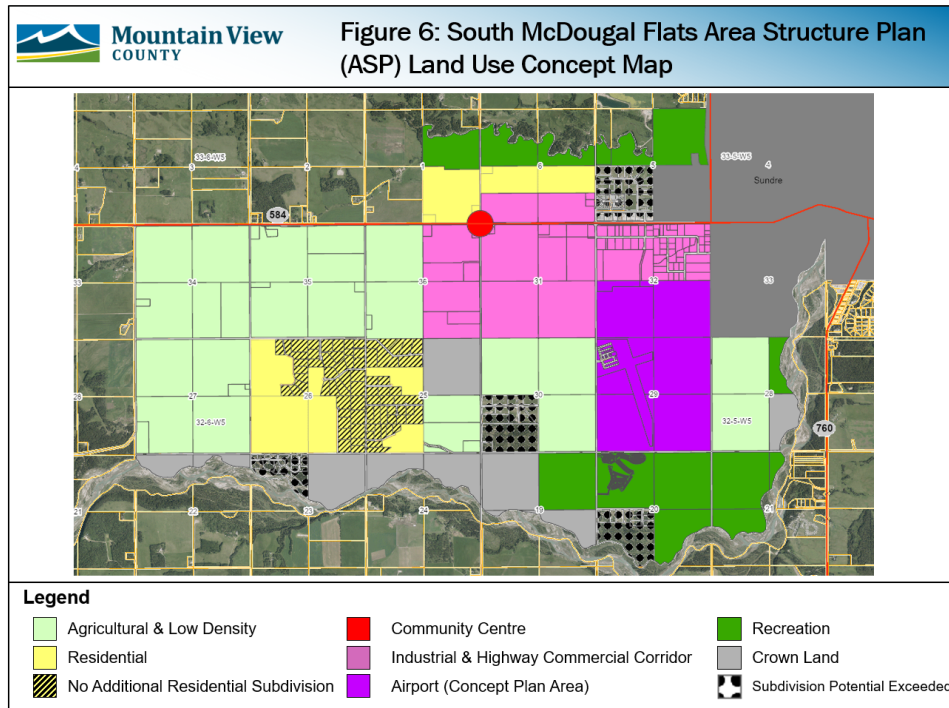 Mountain View
COUNTY
Figure 6: South McDougal Flats Area Structure Plan
(ASP) Land Use Concept Map
33-6-W5
33-5-W5
4
3
2
1
6
5
4
Sundre
584
33
34
35
36
31
32
33
28
27
26
25
30
29
28
32-6-W5
32-5-W5
760
21
22
23
24
19
20
21
Legend
Agricultural & Low Density
Community Centre
Recreation
Residential
Industrial & Highway Commercial Corridor
Crown Land
No Additional Residential Subdivision
Airport (Concept Plan Area)
Subdivision Potential Exceeded